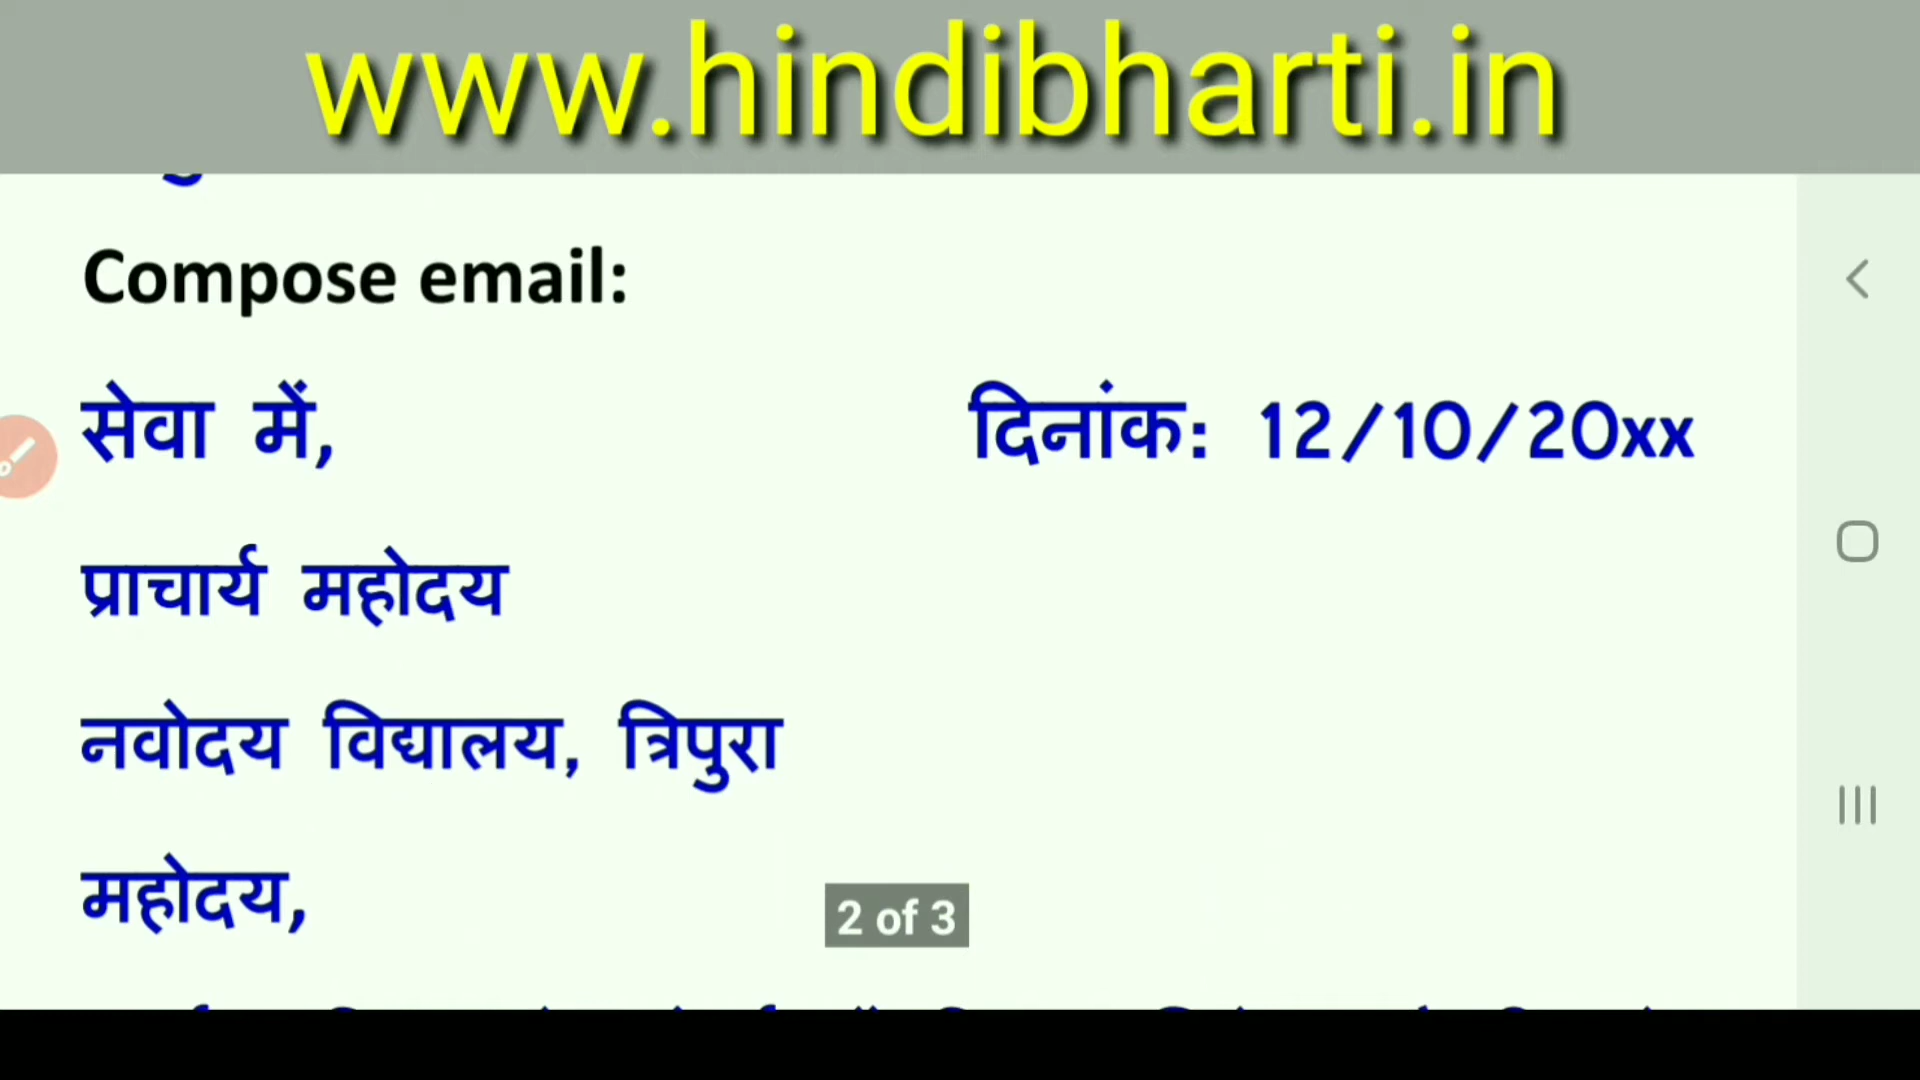 www.hindibharti.in
Compose email:
सेवा में, दिनांक: 12/10/20xx
प्राचार्य महोदय
नवोदय विद्यालय, त्रिपुरा
महोदय,
2 of 3